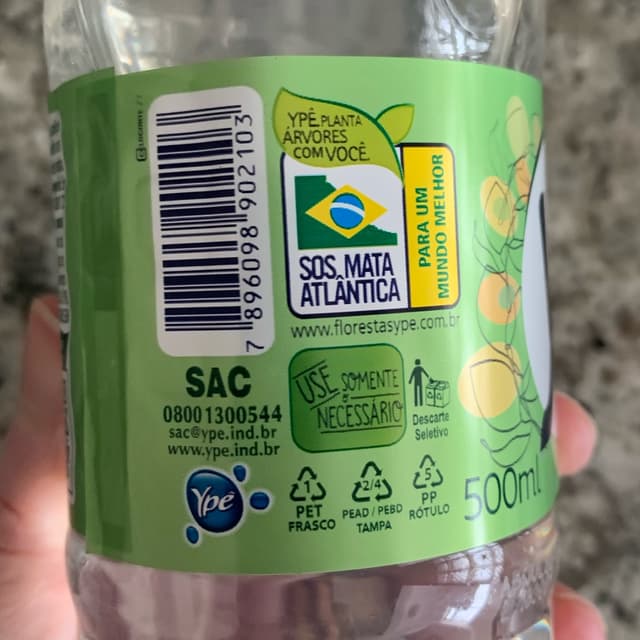 YPÊ PLANTA
ÁRVORES
COM VOCÊ
SOS MATA
ATLÂNTICA
PARA UM
MUNDO MELHOR
www.florestasype.com.br
7 896098 902103
SAC
08001300544
sac@ype.ind.br
www.ype.ind.br
Ypê
USE SOMENTE
O
NECESSÁRIO
Descarte
Seletivo
1
PET
FRASCO
2/4
PEAD / PEBD
TAMPA
5
PP
RÓTULO
500ml